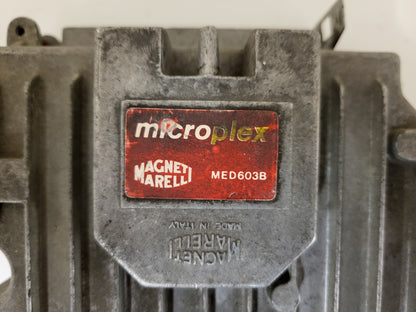 microplex
MAGNETI
MARELLI
MED603B
MAGNETI
MARELLI
MADE IN ITALY